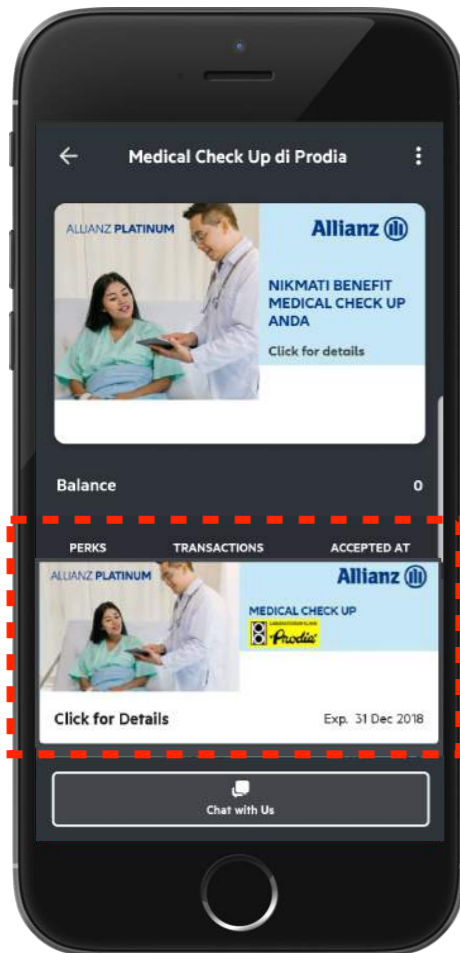 Medical Check Up di Prodia
ALLIANZ PLATINUM
Allianz
NIKMATI BENEFIT
MEDICAL CHECK UP
ANDA
Click for details
Balance
0
PERKS
TRANSACTIONS
ACCEPTED AT
ALLIANZ PLATINUM
Allianz
MEDICAL CHECK UP
LABORATORIUM KLINIK
Prodia
Click for Details
Exp. 31 Dec 2018
Chat with Us